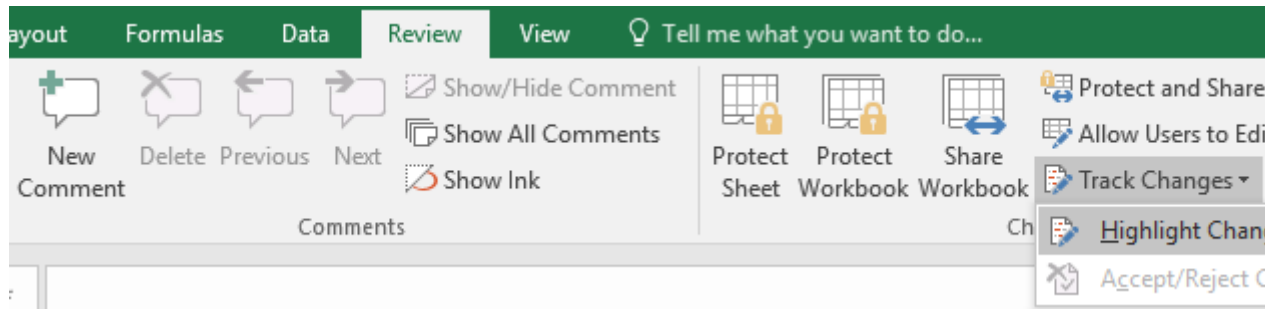 ayout Formulas Data Review View Tell me what you want to do...
New Comment
Delete
Previous
Next
Show/Hide Comment
Show All Comments
Show Ink
Comments
Protect Sheet
Protect Workbook
Share Workbook
Protect and Share
Allow Users to Edi
Track Changes
Ch
Highlight Chan
Accept/Reject C